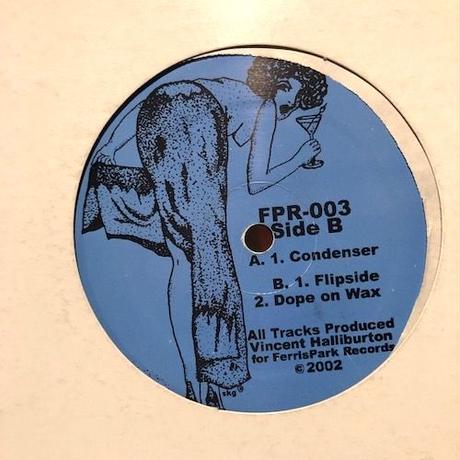 FPR-003
Side B
A. 1. Condenser
B. 1. Flipside
2. Dope on Wax
All Tracks Produced
Vincent Halliburton
for FerrisPark Records
© 2002
skg